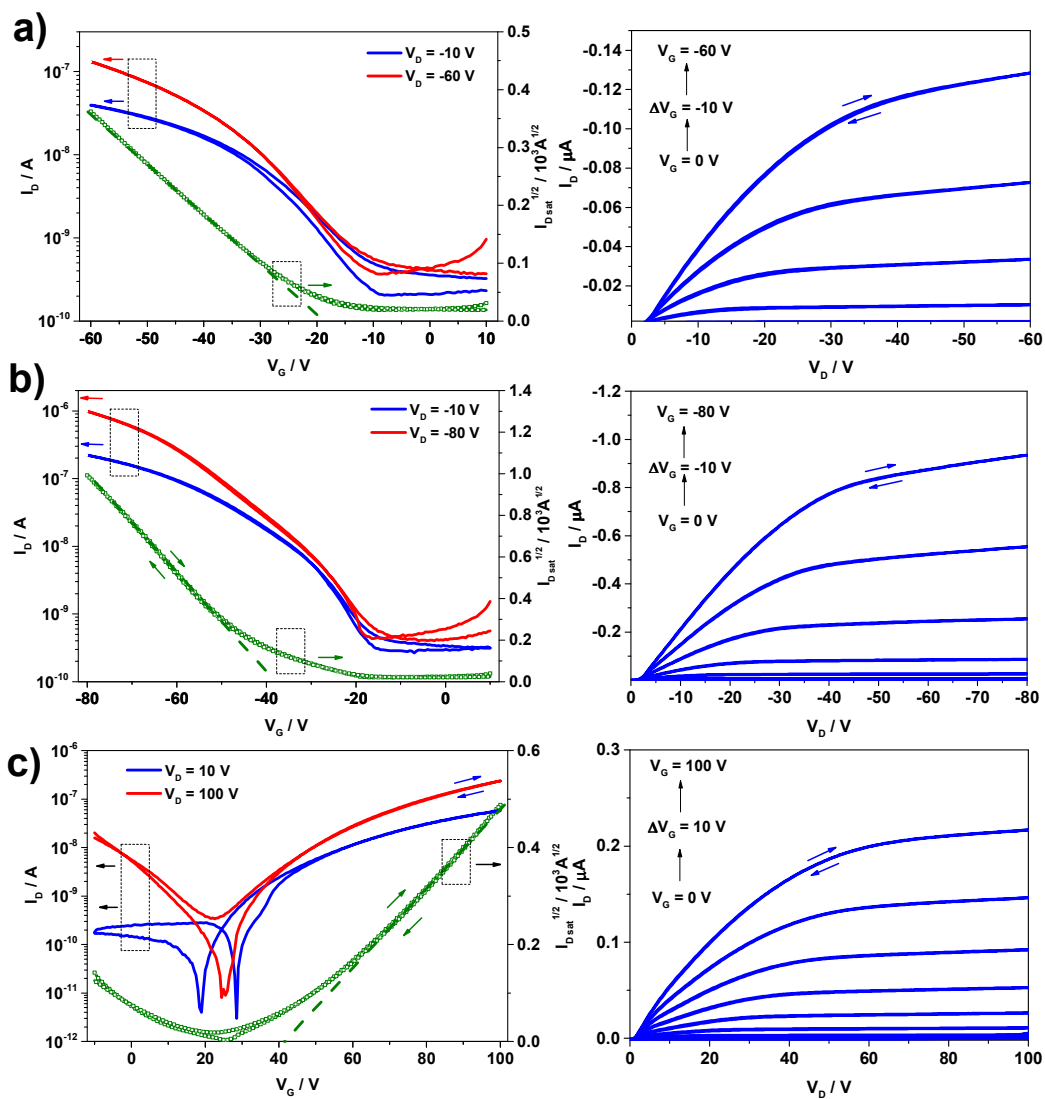 a)
V_D = -10 V
V_D = -60 V
I_D / A
10^-7
10^-8
10^-9
10^-10
0.5
0.4
0.3
0.2
0.1
0.0
I_D sat^1/2 / 10^3 A^1/2
-60 -50 -40 -30 -20 -10 0 10
V_G / V
V_G = -60 V
ΔV_G = -10 V
V_G = 0 V
I_D / µA
-0.14
-0.12
-0.10
-0.08
-0.06
-0.04
-0.02
-10 -20 -30 -40 -50 -60
V_D / V
b)
V_D = -10 V
V_D = -80 V
I_D / A
10^-6
10^-7
10^-8
10^-9
10^-10
1.4
1.2
1.0
0.8
0.6
0.4
0.2
0.0
I_D sat^1/2 / 10^3 A^1/2
-80 -60 -40 -20 0
V_G / V
V_G = -80 V
ΔV_G = -10 V
V_G = 0 V
I_D / µA
-1.2
-1.0
-0.8
-0.6
-0.4
-0.2
0 -10 -20 -30 -40 -50 -60 -70 -80
V_D / V
c)
V_D = 10 V
V_D = 100 V
I_D / A
10^-6
10^-7
10^-8
10^-9
10^-10
10^-11
10^-12
0.6
0.4
0.2
0.0
I_D sat^1/2 / 10^3 A^1/2
0 20 40 60 80 100
V_G / V
V_G = 100 V
ΔV_G = 10 V
V_G = 0 V
I_D / µA
0.3
0.2
0.1
0.0
0 20 40 60 80 100
V_D / V